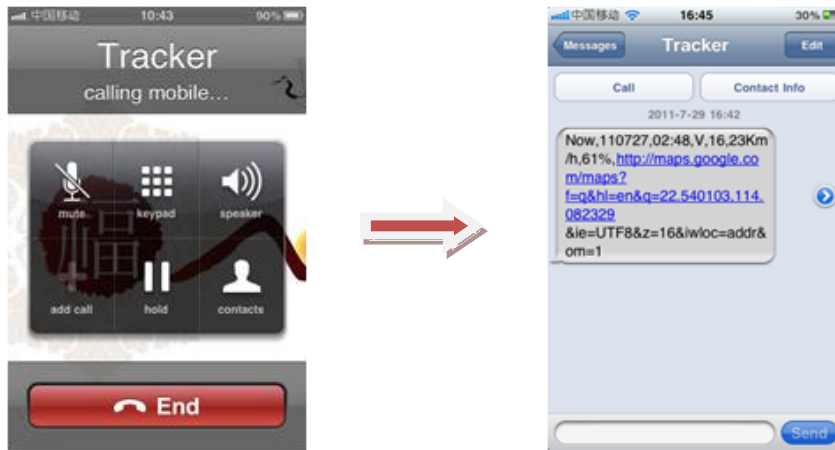 中国移动 10:43 90%
Tracker
calling mobile...
mute keypad speaker
福
add call hold contacts
End
中国移动 16:45 30%
Messages Tracker Edit
Call Contact Info
2011-7-29 16:42
Now,110727,02:48,V,16,23Km
/h,61%,http://maps.google.co
m/maps?
f=q&hl=en&q=22.540103,114.
082329
&ie=UTF8&z=16&iwloc=addr&
om=1
Send